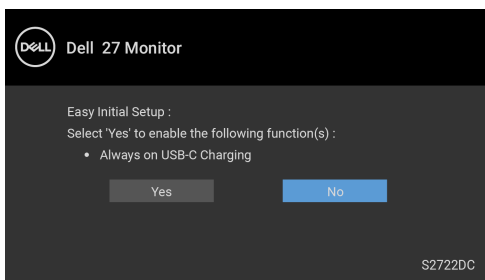 DELL
Dell 27 Monitor
Easy Initial Setup :
Select 'Yes' to enable the following function(s) :
• Always on USB-C Charging
Yes No
S2722DC